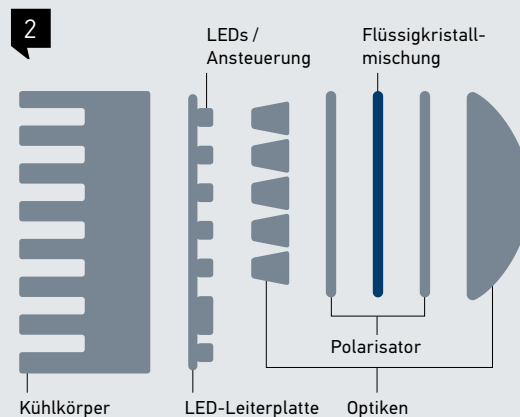 2
LEDs /
Ansteuerung
Flüssigkristall-
mischung
Polarisator
Kühlkörper
LED-Leiterplatte
Optiken